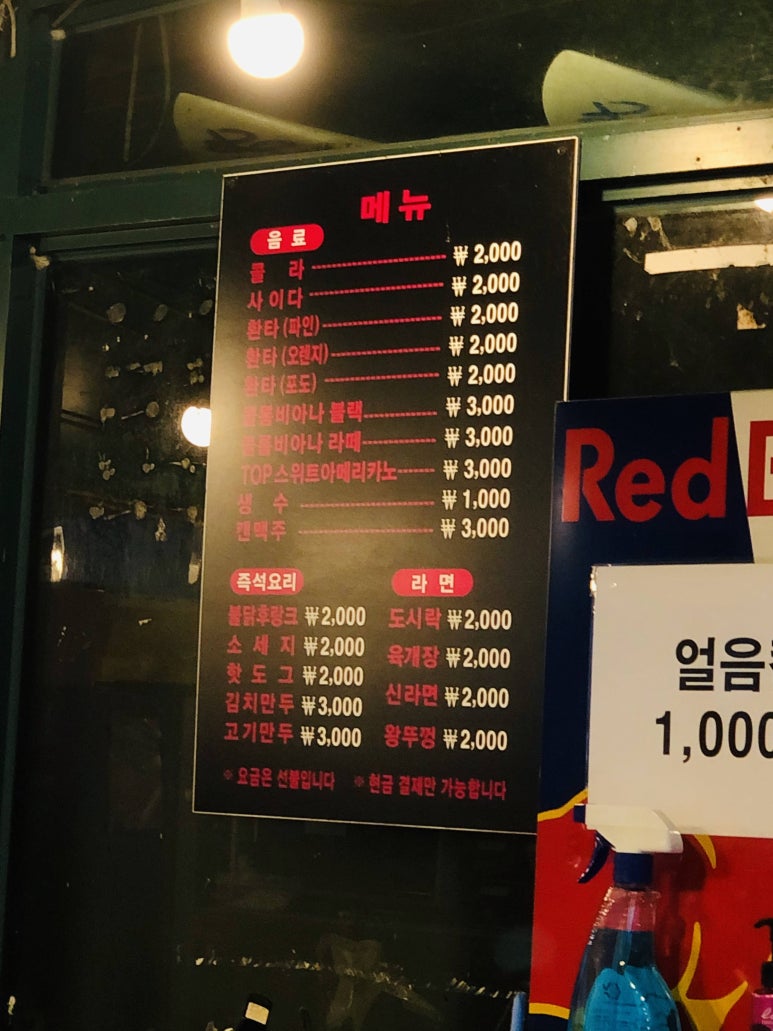 메뉴
음 료
콜 라 ₩ 2,000
사이다 ₩ 2,000
환타 (파인) ₩ 2,000
환타 (오렌지) ₩ 2,000
환타 (포도) ₩ 2,000
콜롬비아나 블랙 ₩ 3,000
콜롬비아나 라떼 ₩ 3,000
TOP스위트아메리카노 ₩ 3,000
생 수 ₩ 1,000
캔맥주 ₩ 3,000
즉석요리
불닭후랑크 ₩2,000
소 세 지 ₩2,000
핫 도 그 ₩2,000
김치만두 ₩3,000
고기만두 ₩3,000
라 면
도시락 ₩2,000
육개장 ₩2,000
신라면 ₩2,000
왕뚜껑 ₩2,000
※ 요금은 선불입니다 ※ 현금 결제만 가능합니다
Red
얼음
1,000